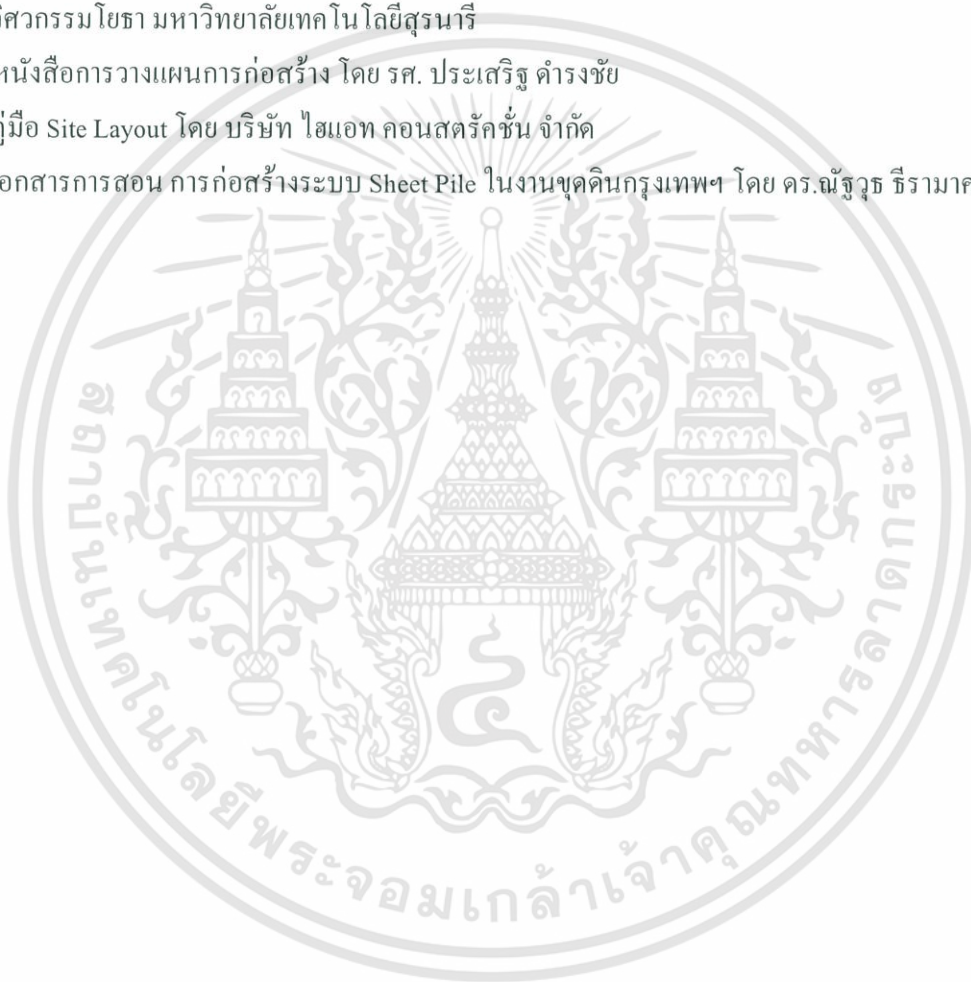 วิศวกรรมโยธา มหาวิทยาลัยเทคโนโลยีสุรนารี
หนังสือการวางแผนการก่อสร้าง โดย รศ. ประเสริฐ ดำรงชัย
คู่มือ Site Layout โดย บริษัท ไฮแอท คอนสตรัคชั่น จำกัด
เอกสารการสอน การก่อสร้างระบบ Sheet Pile ในงานขุดดินกรุงเทพฯ โดย ดร.ณัฐวุธ ธีรามาศ
สถาบันเทคโนโลยีพระจอมเกล้าเจ้าคุณทหารลาดกระบัง